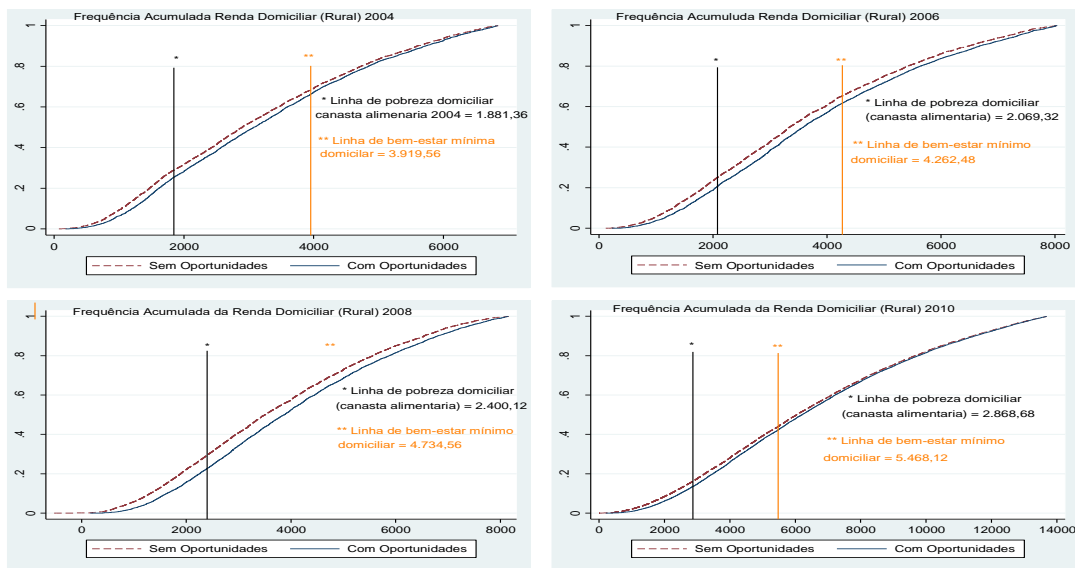 Frequência Acumulada Renda Domiciliar (Rural) 2004
1
.8
.6
.4
.2
0
*
**
* Linha de pobreza domiciliar
canasta alimenaria 2004 = 1.881,36
** Linha de bem-estar mínima
domicilar = 3.919,56
0 2000 4000 6000
Sem Oportunidades Com Oportunidades
Frequência Acumuluda Renda Domiciliar (Rural) 2006
1
.8
.6
.4
.2
0
*
**
* Linha de pobreza domiciliar
(canasta alimentaria) = 2.069,32
** Linha de bem-estar mínimo
domiciliar = 4.262,48
0 2000 4000 6000 8000
Sem Oportunidades Com Oportunidades
Frequência Acumulada da Renda Domiciliar (Rural) 2008
1
.8
.6
.4
.2
0
*
**
* Linha de pobreza domiciliar
(canasta alimentaria) = 2.400,12
** Linha de bem-estar mínimo
domiciliar = 4.734,56
0 2000 4000 6000 8000
Sem Oportunidades Com Oportunidades
Frequência Acumulada da Renda Domiciliar (Rural) 2010
1
.8
.6
.4
.2
0
*
**
* Linha de pobreza domiciliar
(canasta alimentaria) = 2.868,68
** Linha de bem-estar mínimo
domiciliar = 5.468,12
0 2000 4000 6000 8000 10000 12000 14000
Sem Oportunidades Com Oportunidades